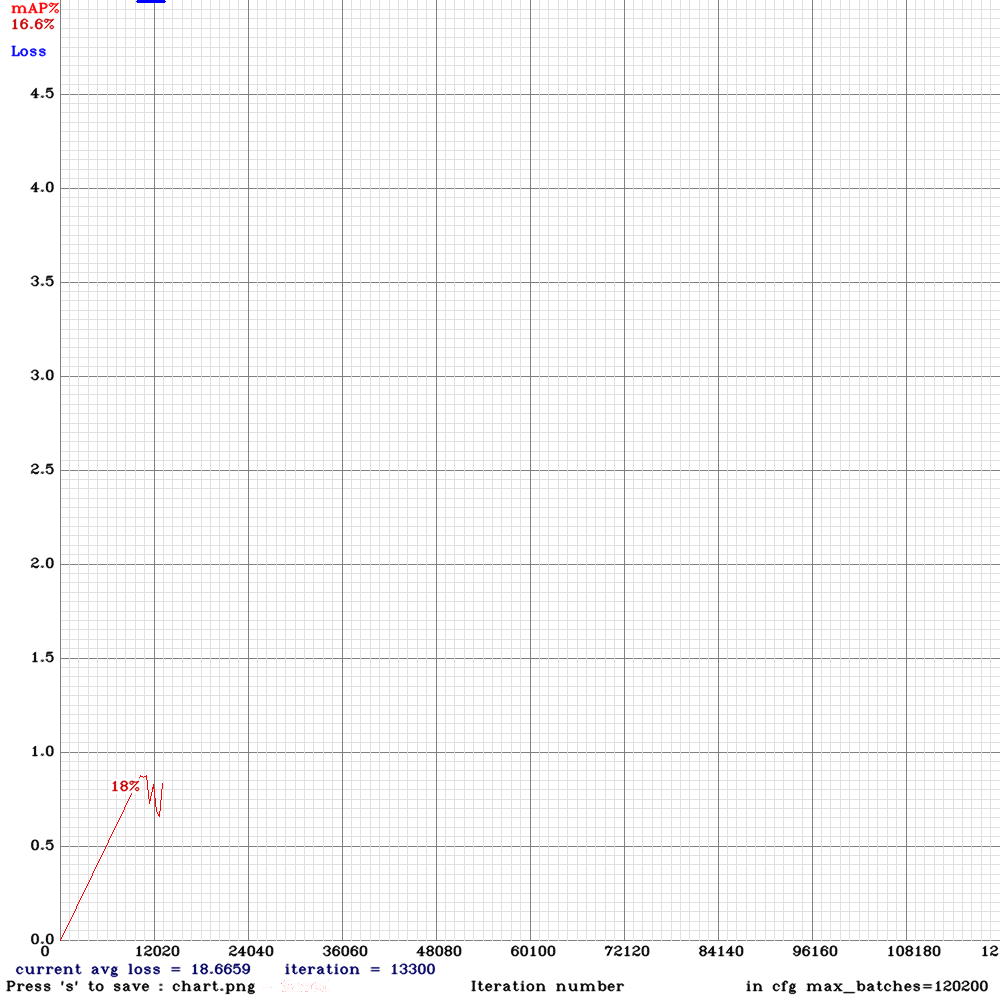 mAP%
16.6%
Loss
4.5
4.0
3.5
3.0
2.5
2.0
1.5
1.0
18%
0.5
0.0
0 12020 24040 36060 48080 60100 72120 84140 96160 108180 12
current avg loss = 18.6659 iteration = 13300
Press 's' to save : chart.png Iteration number in cfg max_batches=120200